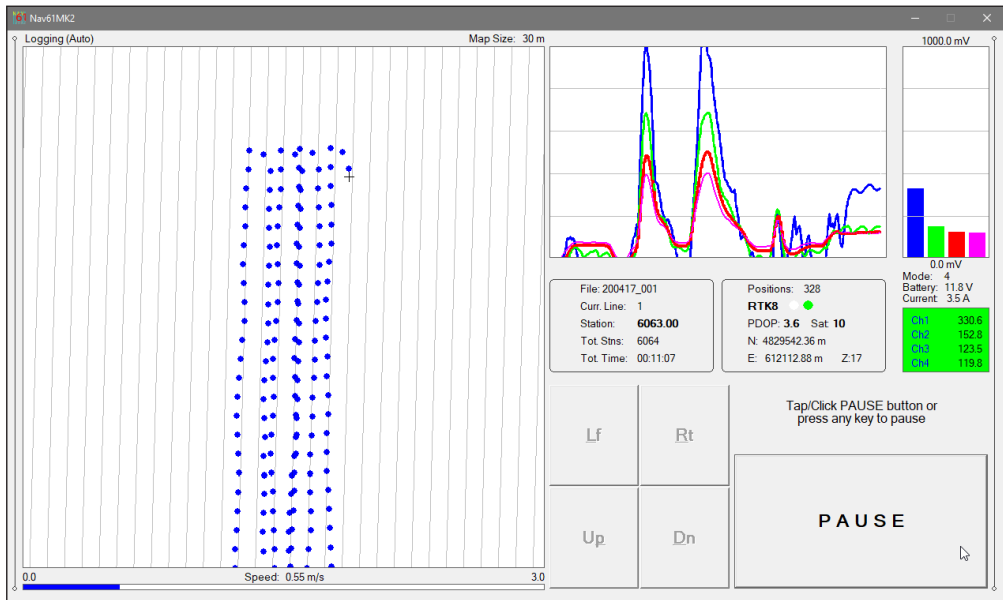 Nav61MK2
Logging (Auto)
Map Size: 30 m
0.0
Speed: 0.55 m/s
3.0
1000.0 mV
0.0 mV
Mode: 4
Battery: 11.8 V
Current: 3.5 A
Ch1 330.6
Ch2 152.8
Ch3 123.5
Ch4 119.8
File: 200417_001
Curr. Line: 1
Station: 6063.00
Tot. Stns: 6064
Tot. Time: 00:11:07
Positions: 328
RTK8
PDOP: 3.6 Sat: 10
N: 4829542.36 m
E: 612112.88 m Z:17
Lf
Rt
Up
Dn
Tap/Click PAUSE button or
press any key to pause
PAUSE